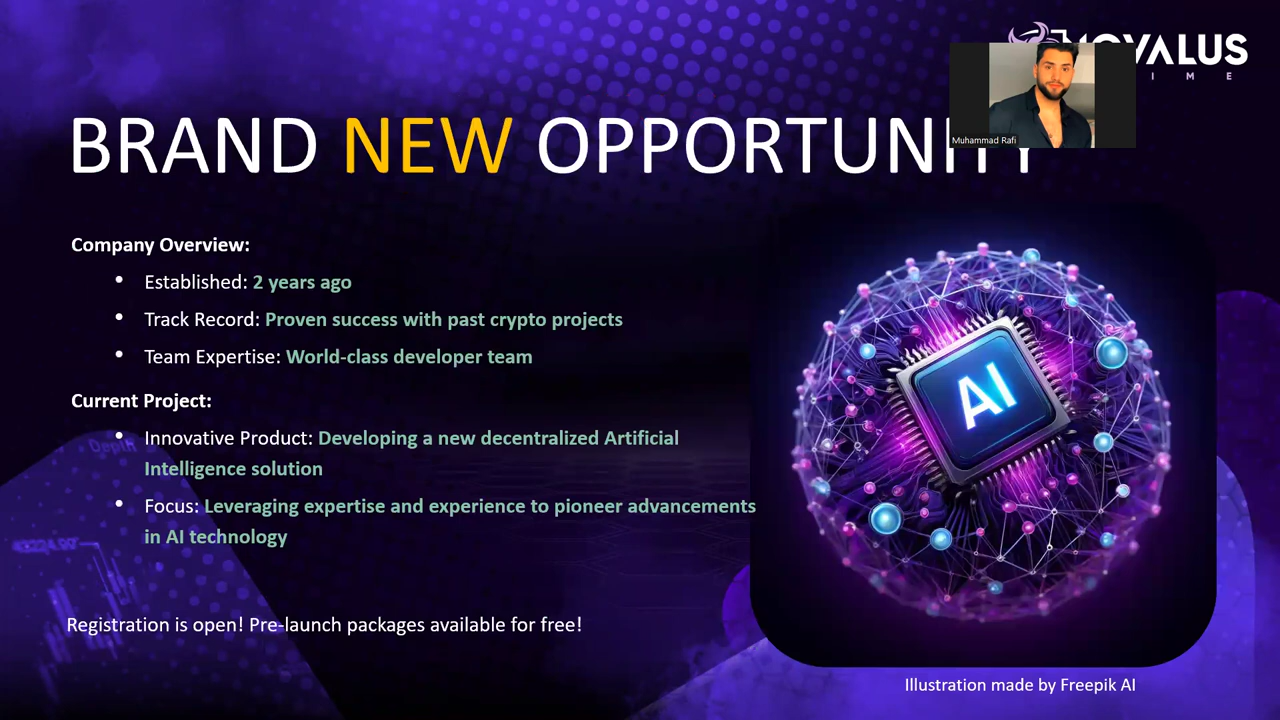 NOVALUS
IME
Muhammad Rafi
BRAND NEW OPPORTUNITY
Company Overview:
• Established: 2 years ago
• Track Record: Proven success with past crypto projects
• Team Expertise: World-class developer team
Current Project:
• Innovative Product: Developing a new decentralized Artificial
Intelligence solution
• Focus: Leveraging expertise and experience to pioneer advancements
in AI technology
AI
Depth
Registration is open! Pre-launch packages available for free!
Illustration made by Freepik AI